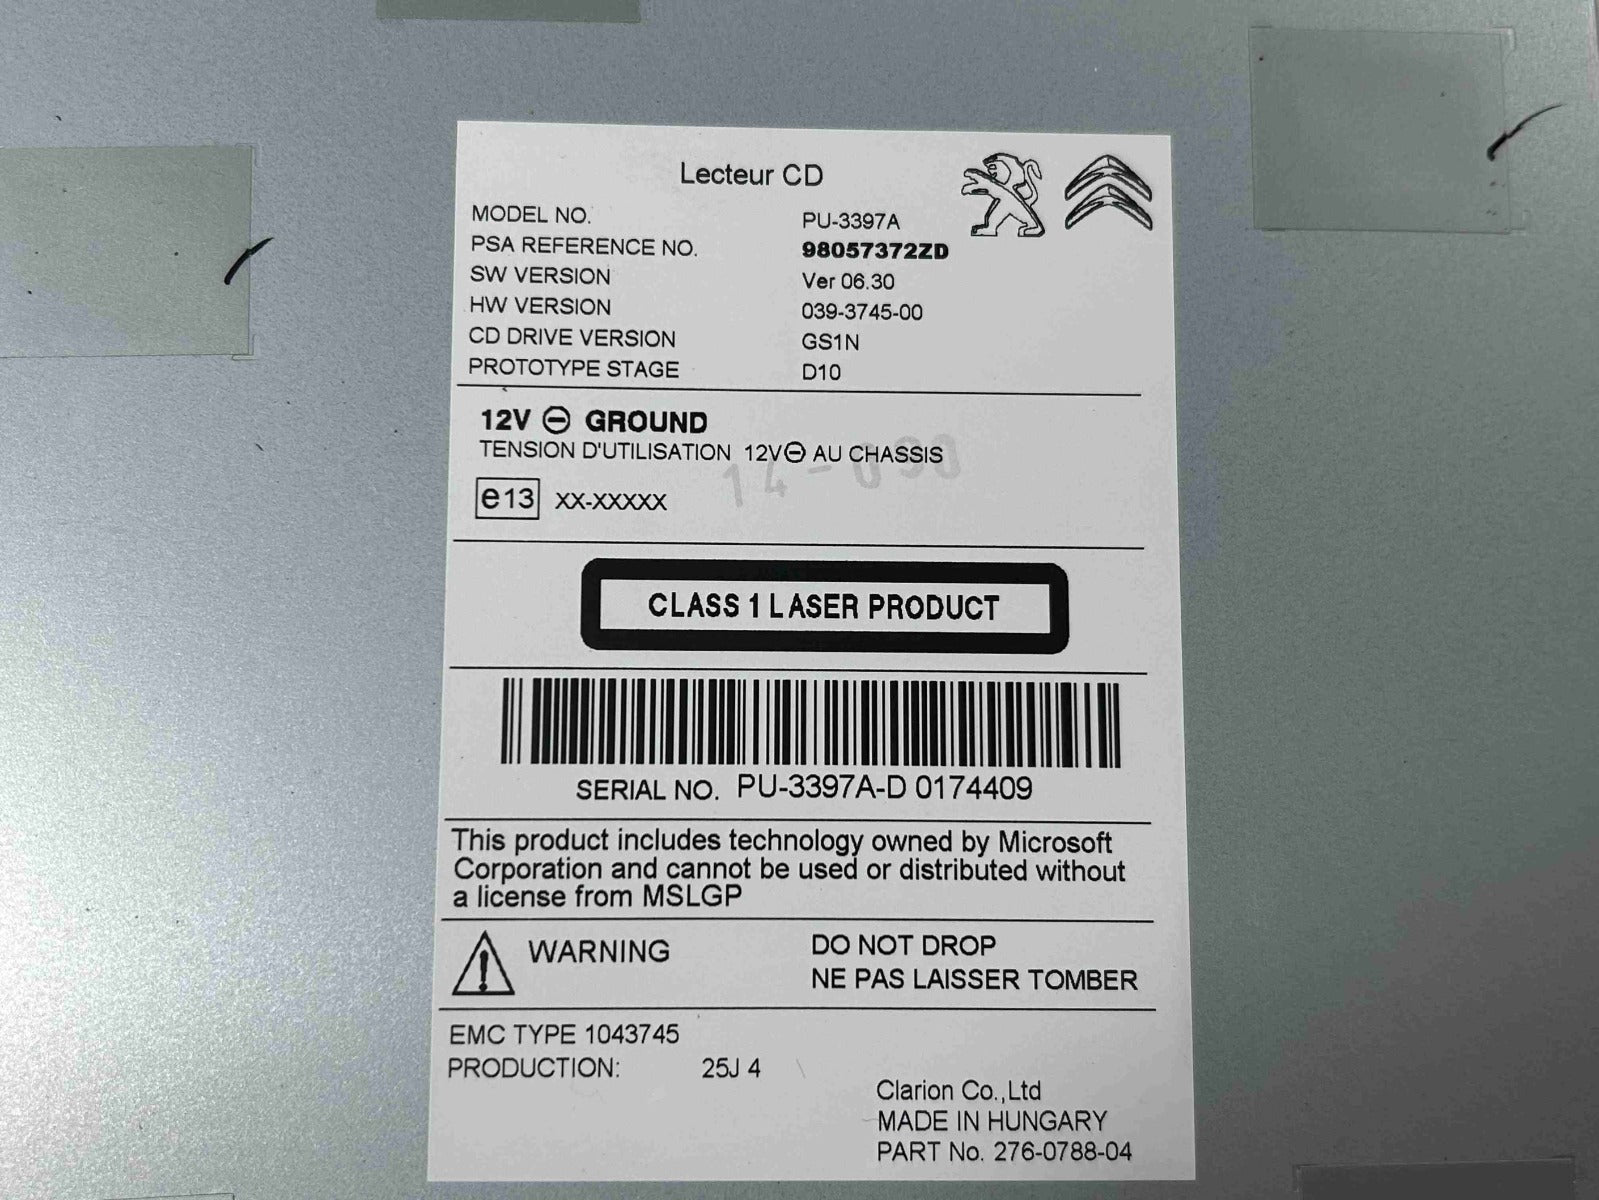 Lecteur CD
MODEL NO. PU-3397A
PSA REFERENCE NO. 98057372ZD
SW VERSION Ver 06.30
HW VERSION 039-3745-00
CD DRIVE VERSION GS1N
PROTOTYPE STAGE D10
12V ⊖ GROUND
TENSION D'UTILISATION 12V⊖ AU CHASSIS
14-090
e13 XX-XXXXX
CLASS 1 LASER PRODUCT
SERIAL NO. PU-3397A-D 0174409
This product includes technology owned by Microsoft
Corporation and cannot be used or distributed without
a license from MSLGP
WARNING DO NOT DROP
NE PAS LAISSER TOMBER
EMC TYPE 1043745
PRODUCTION: 25J 4
Clarion Co.,Ltd
MADE IN HUNGARY
PART No. 276-0788-04